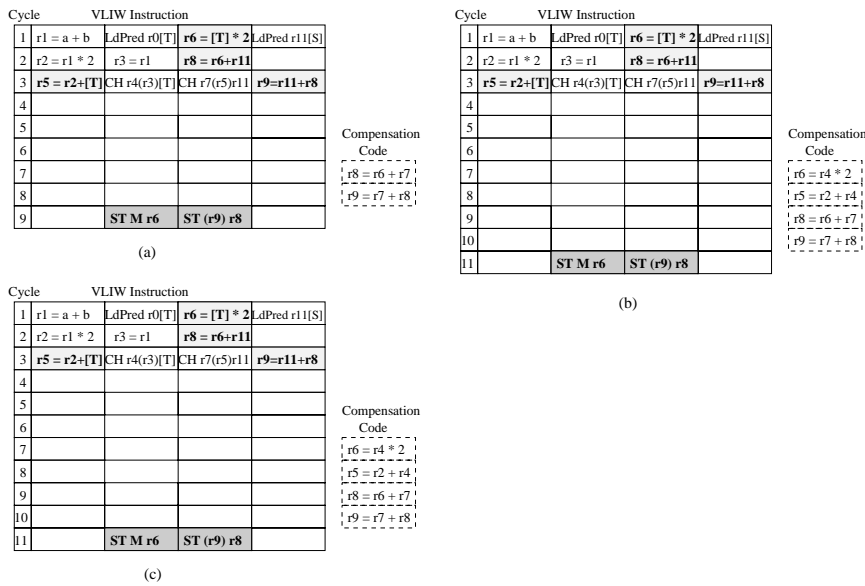 Cycle VLIW Instruction
1 r1 = a + b LdPred r0[T] r6 = [T] * 2 LdPred r11[S]
2 r2 = r1 * 2 r3 = r1 r8 = r6+r11
3 r5 = r2+[T] CH r4(r3)[T] CH r7(r5)r11 r9=r11+r8
4
5
6
7
8
9 ST M r6 ST (r9) r8
Compensation
Code
r8 = r6 + r7
r9 = r7 + r8
(a)
Cycle VLIW Instruction
1 r1 = a + b LdPred r0[T] r6 = [T] * 2 LdPred r11[S]
2 r2 = r1 * 2 r3 = r1 r8 = r6+r11
3 r5 = r2+[T] CH r4(r3)[T] CH r7(r5)r11 r9=r11+r8
4
5
6
7
8
9
10
11 ST M r6 ST (r9) r8
Compensation
Code
r6 = r4 * 2
r5 = r2 + r4
r8 = r6 + r7
r9 = r7 + r8
(b)
Cycle VLIW Instruction
1 r1 = a + b LdPred r0[T] r6 = [T] * 2 LdPred r11[S]
2 r2 = r1 * 2 r3 = r1 r8 = r6+r11
3 r5 = r2+[T] CH r4(r3)[T] CH r7(r5)r11 r9=r11+r8
4
5
6
7
8
9
10
11 ST M r6 ST (r9) r8
Compensation
Code
r6 = r4 * 2
r5 = r2 + r4
r8 = r6 + r7
r9 = r7 + r8
(c)